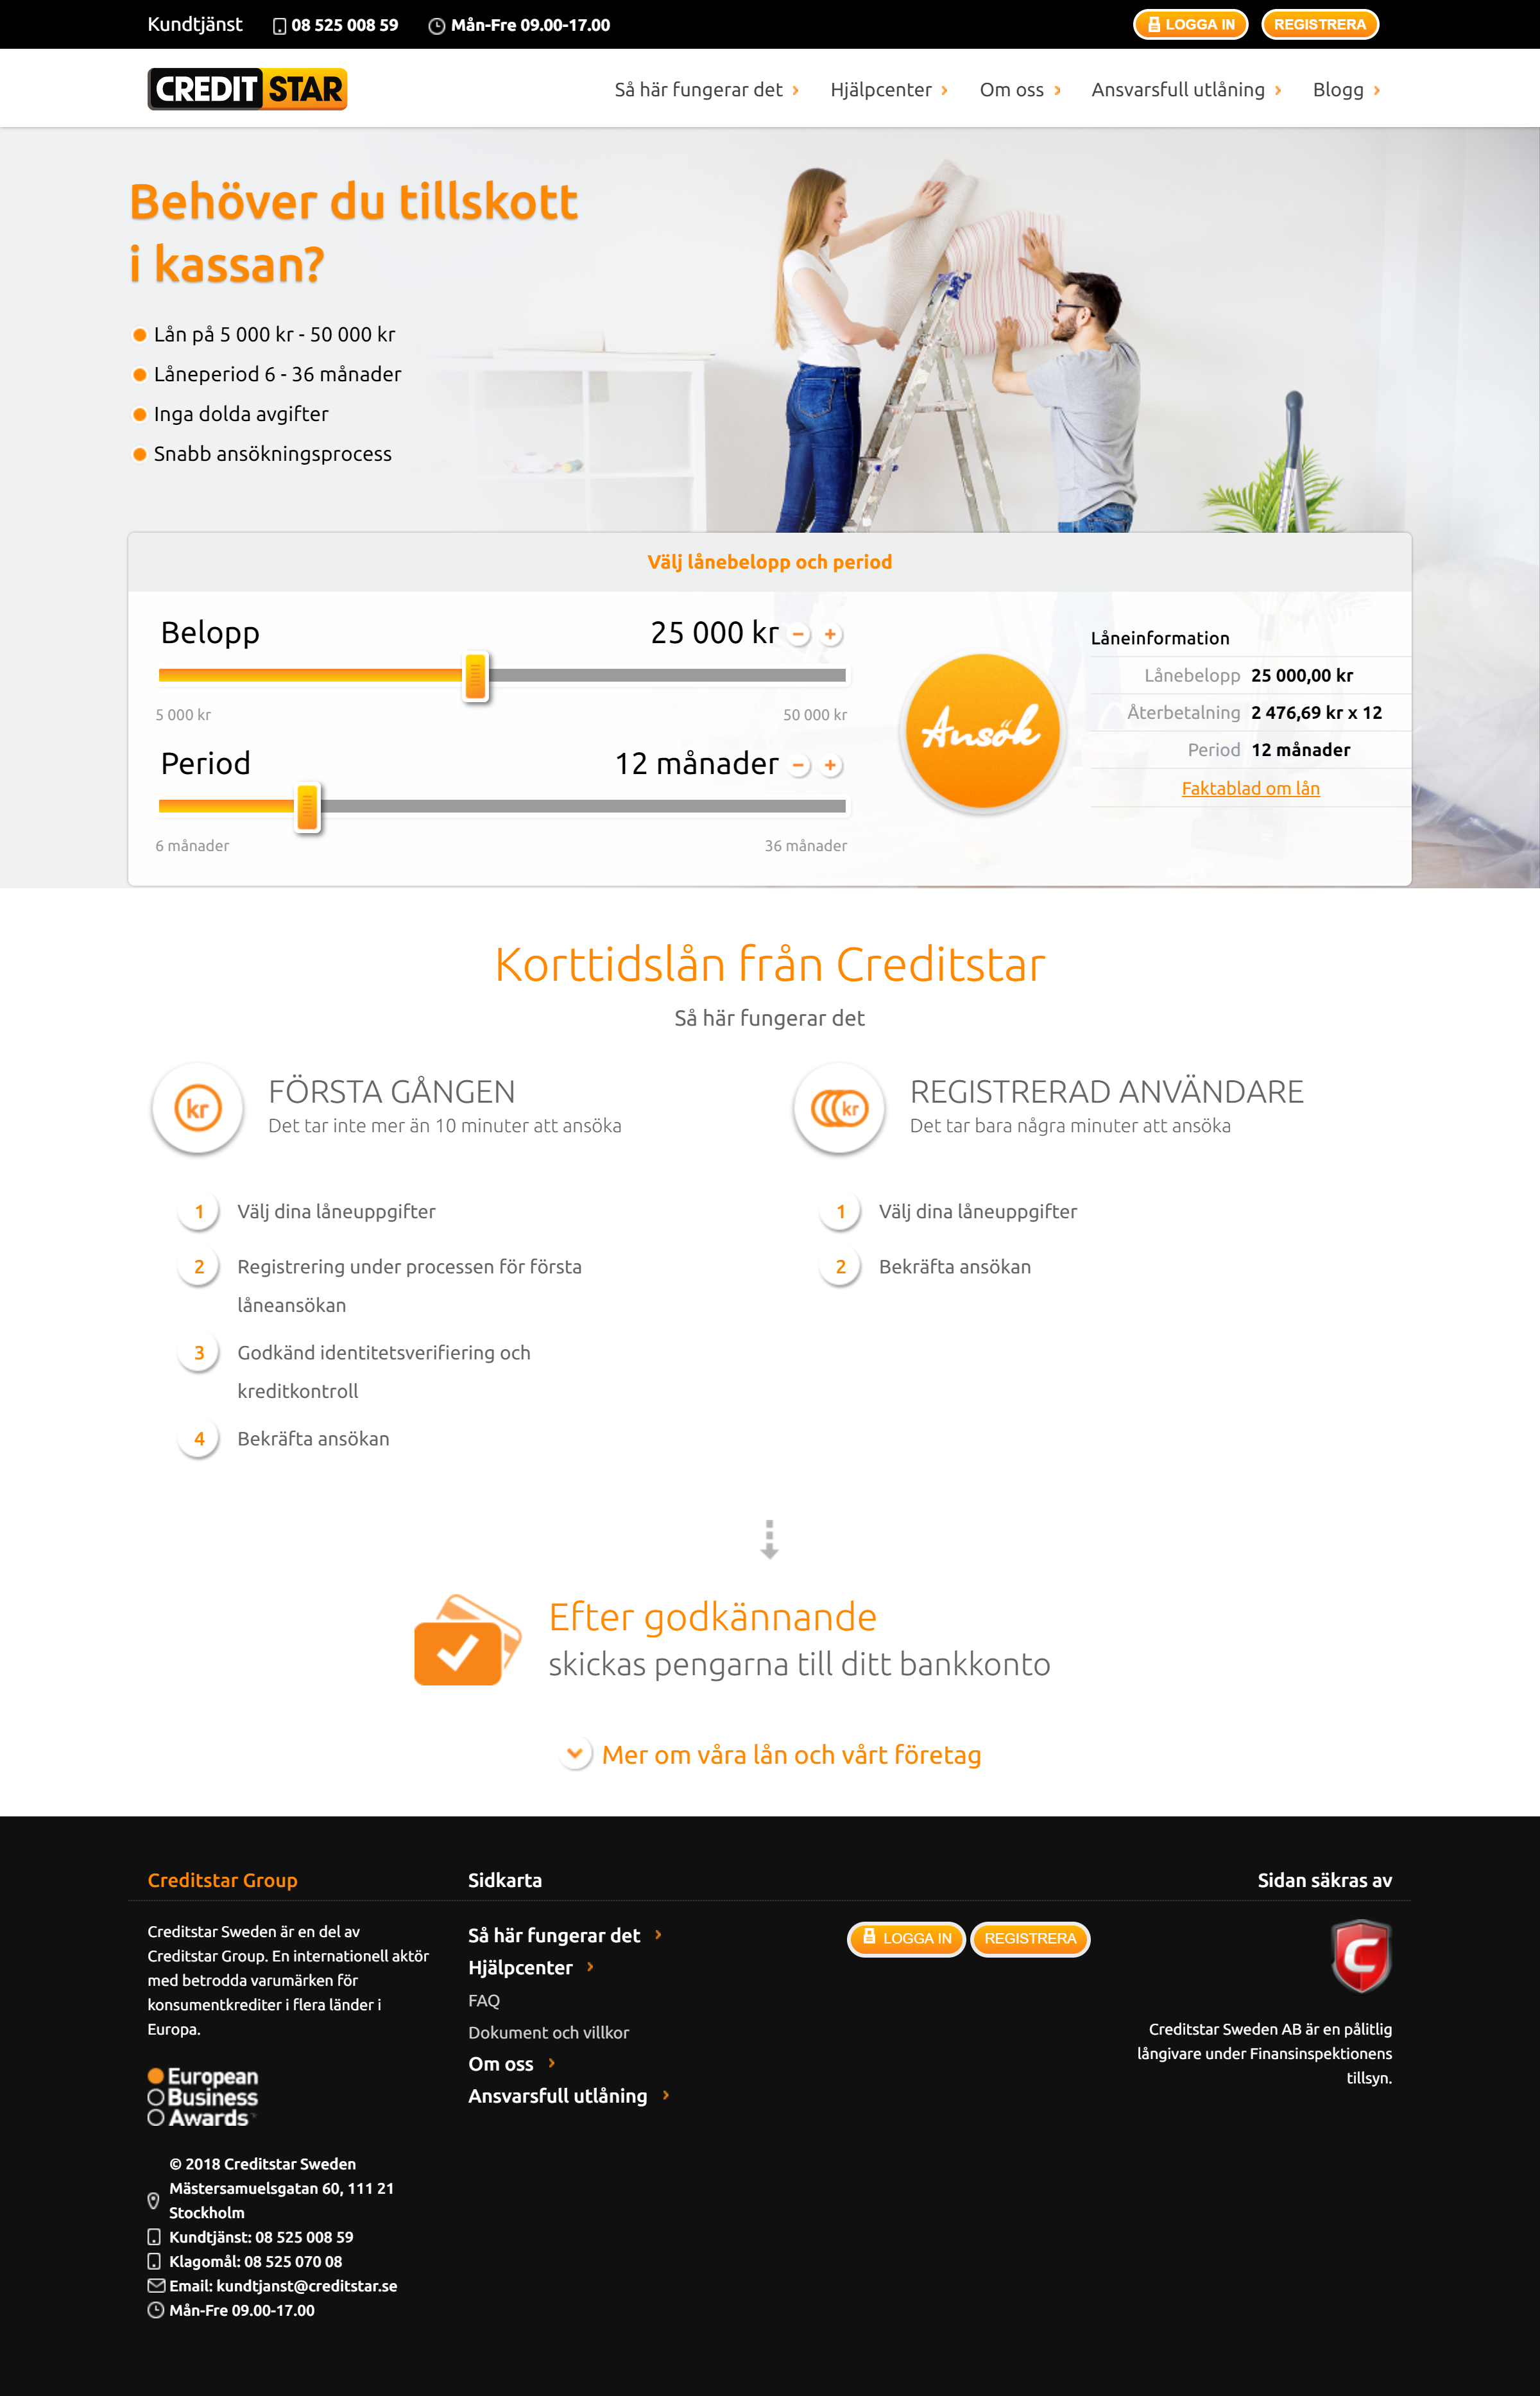 Kundtjänst 08 525 008 59 Mån-Fre 09.00-17.00 LOGGA IN REGISTRERA
CREDIT STAR
Så här fungerar det Hjälpcenter Om oss Ansvarsfull utlåning Blogg
Behöver du tillskott
i kassan?
Lån på 5 000 kr - 50 000 kr
Låneperiod 6 - 36 månader
Inga dolda avgifter
Snabb ansökningsprocess
Välj lånebelopp och period
Belopp 25 000 kr − +
5 000 kr 50 000 kr
Period 12 månader − +
6 månader 36 månader
Ansök
Låneinformation
Lånebelopp 25 000,00 kr
Återbetalning 2 476,69 kr x 12
Period 12 månader
Faktablad om lån
Korttidslån från Creditstar
Så här fungerar det
kr
FÖRSTA GÅNGEN
Det tar inte mer än 10 minuter att ansöka
1 Välj dina låneuppgifter
2 Registrering under processen för första
låneansökan
3 Godkänd identitetsverifiering och
kreditkontroll
4 Bekräfta ansökan
kr
REGISTRERAD ANVÄNDARE
Det tar bara några minuter att ansöka
1 Välj dina låneuppgifter
2 Bekräfta ansökan
Efter godkännande
skickas pengarna till ditt bankkonto
Mer om våra lån och vårt företag
Creditstar Group
Creditstar Sweden är en del av
Creditstar Group. En internationell aktör
med betrodda varumärken för
konsumentkrediter i flera länder i
Europa.
European
Business
Awards
© 2018 Creditstar Sweden
Mästersamuelsgatan 60, 111 21
Stockholm
Kundtjänst: 08 525 008 59
Klagomål: 08 525 070 08
Email: kundtjanst@creditstar.se
Mån-Fre 09.00-17.00
Sidkarta
Så här fungerar det
Hjälpcenter
FAQ
Dokument och villkor
Om oss
Ansvarsfull utlåning
LOGGA IN REGISTRERA
Sidan säkras av
C
Creditstar Sweden AB är en pålitlig
långivare under Finansinspektionens
tillsyn.